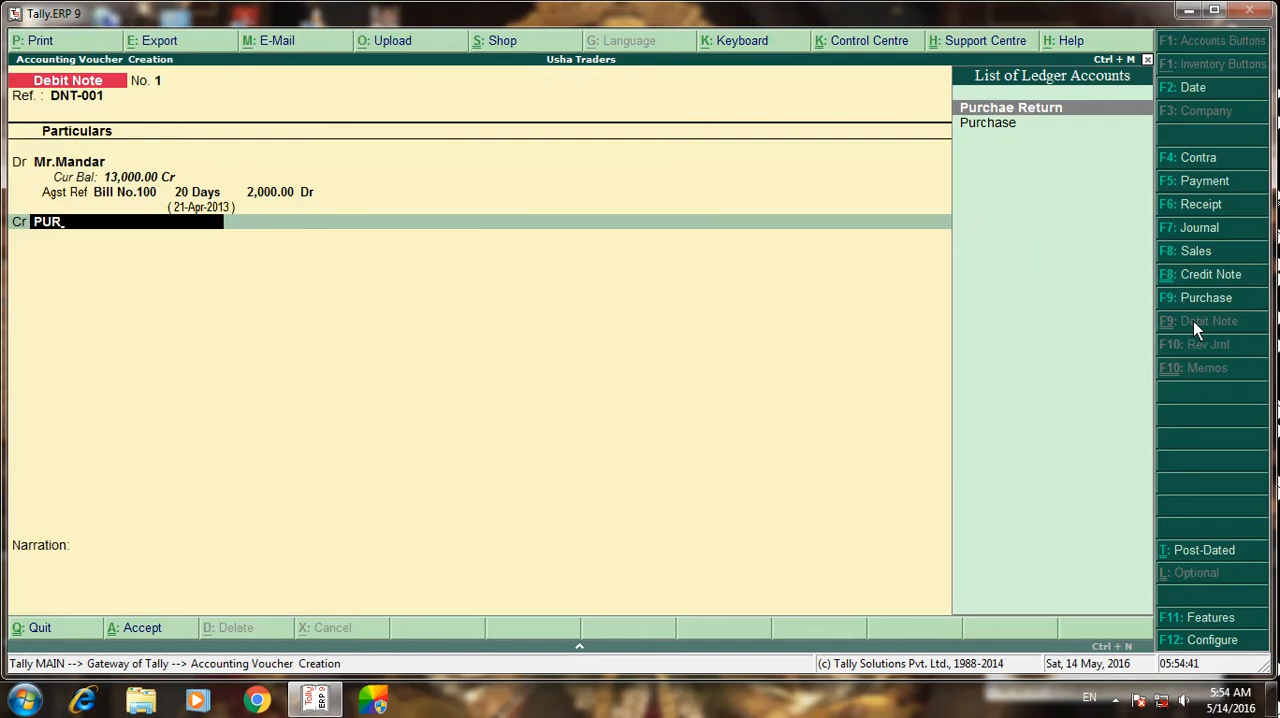 Tally.ERP 9
P: Print E: Export M: E-Mail O: Upload S: Shop G: Language K: Keyboard K: Control Centre H: Support Centre H: Help
Accounting Voucher Creation Usha Traders Ctrl + M
Debit Note No. 1
Ref. : DNT-001
Particulars
Dr Mr.Mandar
Cur Bal: 13,000.00 Cr
Agst Ref Bill No.100 20 Days 2,000.00 Dr
( 21-Apr-2013 )
Cr PUR
Narration:
List of Ledger Accounts
Purchae Return
Purchase
F1: Accounts Buttons
F1: Inventory Buttons
F2: Date
F3: Company
F4: Contra
F5: Payment
F6: Receipt
F7: Journal
F8: Sales
F8: Credit Note
F9: Purchase
F9: Debit Note
F10: Rev Jrnl
F10: Memos
T: Post-Dated
L: Optional
F11: Features
F12: Configure
Q: Quit A: Accept D: Delete X: Cancel
Ctrl + N
Tally MAIN --> Gateway of Tally --> Accounting Voucher Creation (c) Tally Solutions Pvt. Ltd., 1988-2014 Sat, 14 May, 2016 05:54:41
EN 5:54 AM
5/14/2016